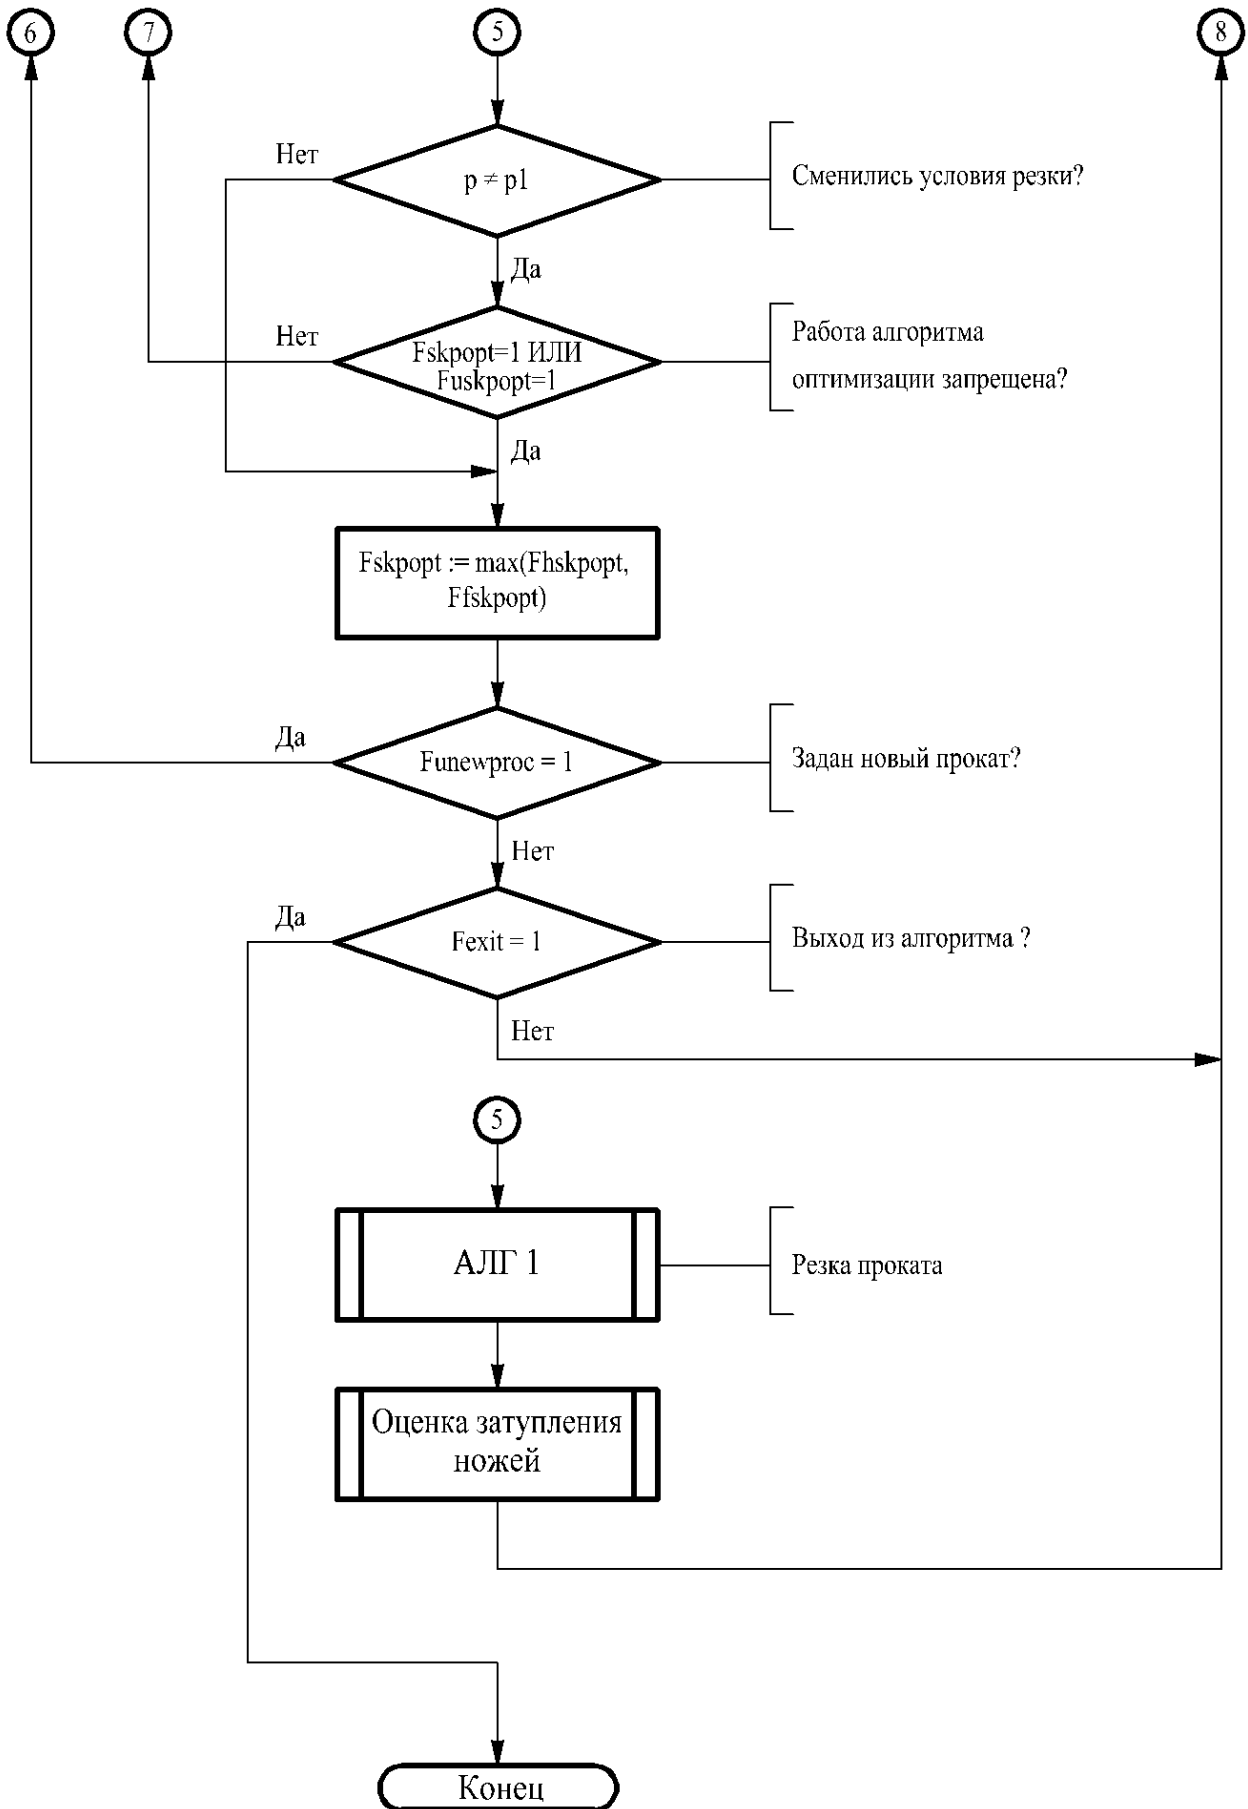 6
7
5
8
Нет
p ≠ p1
Сменились условия резки?
Да
Нет
Fskpopt=1 ИЛИ
Fuskpopt=1
Работа алгоритма
оптимизации запрещена?
Да
Fskpopt := max(Fhskpopt,
Ffskpopt)
Да
Funewproc = 1
Задан новый прокат?
Нет
Да
Fexit = 1
Выход из алгоритма ?
Нет
5
АЛГ 1
Резка проката
Оценка затупления
ножей
Конец